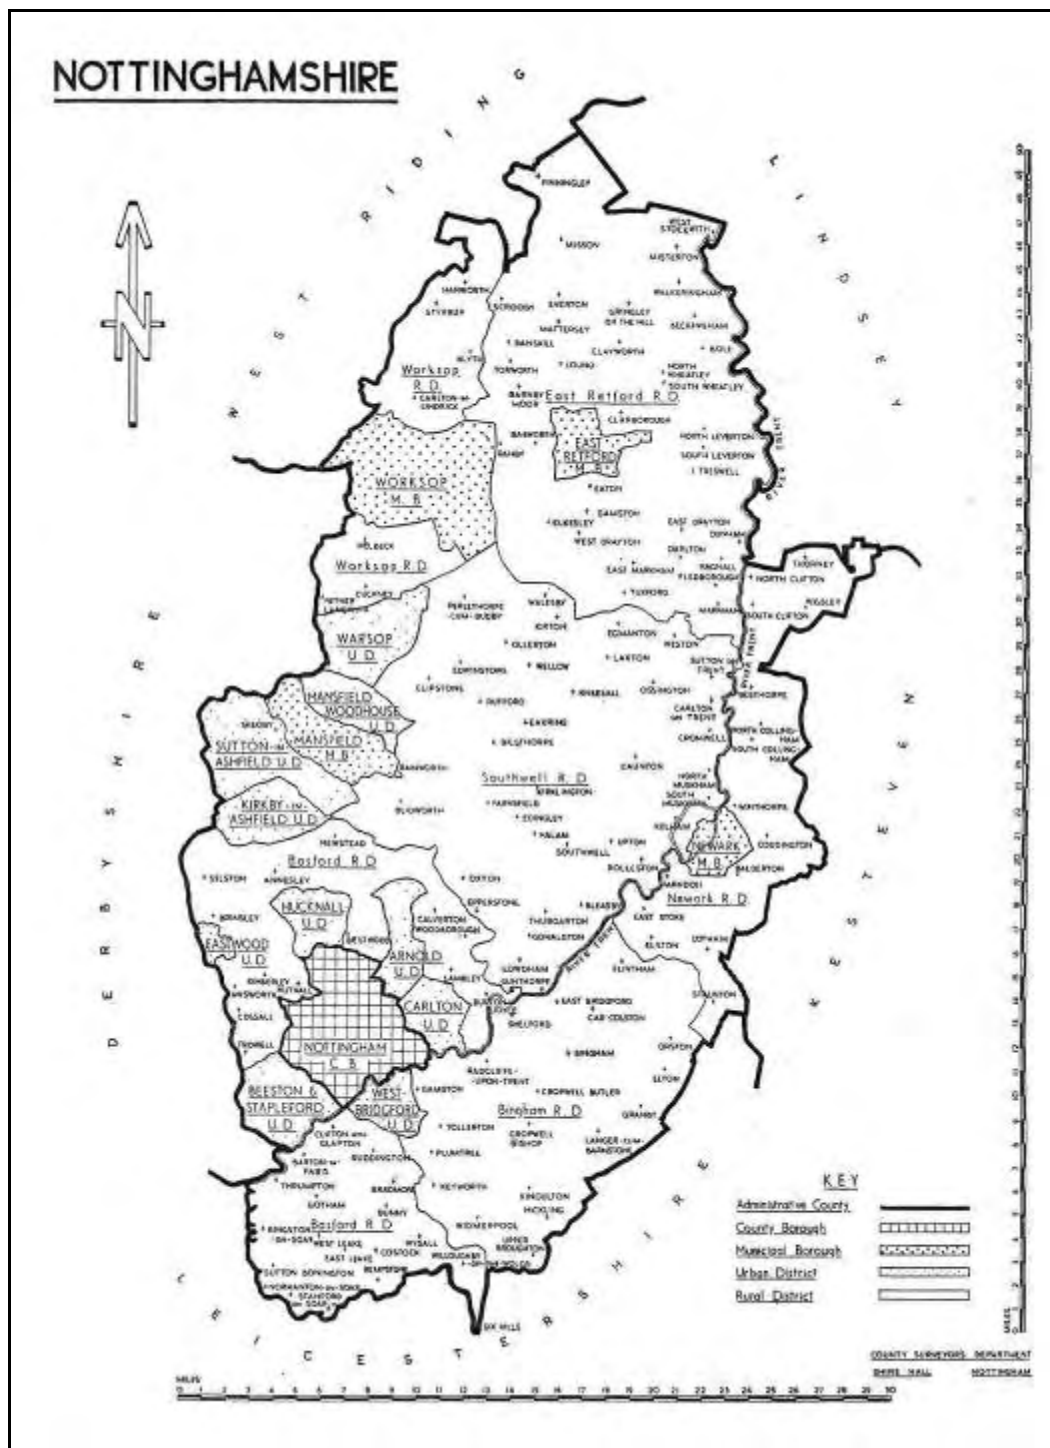 NOTTINGHAMSHIRE
WEST RIDING
LINDSEY
N
FINNINGLEY
WEST
STOCKWITH
MISSON
MISTERTON
HARWORTH
STYRRUP
SCROOBY
EVERTON
WALKERINGHAM
GRINGLEY
ON THE HILL
MATTERSEY
BECKINGHAM
RANSKILL
CLAYWORTH
BOLE
BLYTH
TORWORTH
LOUND
NORTH
WHEATLEY
SOUTH WHEATLEY
Worksop
R.D.
CARLTON-IN-
LINDRICK
BARNBY
MOOR
East Retford R.D.
CLARBOROUGH
BABWORTH
RANBY
EAST
RETFORD
M.B.
NORTH LEVERTON
SOUTH LEVERTON
TRESWELL
RIVER TRENT
WORKSOP
M. B
EATON
GAMSTON
ELKESLEY
WEST DRAYTON
EAST DRAYTON
DUNHAM
DARLTON
HOLBECK
Worksop R.D
EAST MARKHAM
RAGNALL
FLEDBOROUGH
THORNEY
NORTH CLIFTON
CUCKNEY
NETHER
LANGWITH
PERLETHORPE
-CUM-BUDBY
WALESBY
TUXFORD
MARNHAM
SOUTH CLIFTON
WIGSLEY
KIRTON
WARSOP
U.D.
OLLERTON
EGMANTON
WESTON
EDWINSTOWE
WELLOW
LAXTON
SUTTON ON
TRENT
RIVER TRENT
CLIPSTONE
RUFFORD
KNEESALL
OSSINGTON
BESTHORPE
MANSFIELD
WOODHOUSE
U.D
CARLTON
ON TRENT
EAKRING
SKEGBY
SUTTON-IN-
ASHFIELD U.D
MANSFIELD
M.B
BILSTHORPE
CROMWELL
NORTH COLLING-
HAM
SOUTH COLLING-
HAM
RAINWORTH
CAUNTON
Southwell R.D
KIRKLINGTON
NORTH
MUSKHAM
SOUTH
MUSKHAM
KIRKBY-IN-
ASHFIELD U.D
BLIDWORTH
FARNSFIELD
EDINGLEY
WINTHORPE
KELHAM
NEWSTEAD
HALAM
SOUTHWELL
UPTON
NEWARK
M.B.
CODDINGTON
Basford R.D
ROLLESTON
BALDERTON
SELSTON
ANNESLEY
OXTON
FARNDON
Newark R.D.
HUCKNALL
U.D
EPPERSTONE
BLEASBY
BRINSLEY
CALVERTON
WOODBOROUGH
THURGARTON
EAST STOKE
EASTWOOD
U.D
BESTWOOD
GONALSTON
ELSTON
COTHAM
ARNOLD
U.D
RIVER TRENT
KIMBERLEY
NUTHALL
LAMBLEY
LOWDHAM
GUNTHORPE
FLINTHAM
AWSWORTH
CARLTON
U.D
BURTON
JOYCE
EAST BRIDGFORD
STAUNTON
COSSALL
SHELFORD
CAR COLSTON
TROWELL
NOTTINGHAM
C. B.
BINGHAM
ORSTON
RADCLIFFE-
-UPON-TRENT
BEESTON &
STAPLEFORD
U.D
WEST-
BRIDGFORD
U.D
GAMSTON
CROPWELL BUTLER
ELTON
Bingham R.D
GRANBY
CLIFTON WITH
GLAPTON
TOLLERTON
CROPWELL
BISHOP
LANGAR-CUM-
BARNSTONE
BARTON-IN-
FABIS
RUDDINGTON
PLUMTREE
THRUMPTON
BRADMORE
KEYWORTH
GOTHAM
BUNNY
KINOULTON
HICKLING
Basford R.D
KINGSTON
-ON-SOAR
WEST LEAKE
WYSALL
WIDMERPOOL
EAST LEAKE
COSTOCK
WILLOUGHBY
-ON-THE-WOLDS
UPPER
BROUGHTON
SUTTON BONINGTON
REMPSTONE
NORMANTON-ON-SOAR
STANFORD
ON SOAR
SIX HILLS
DERBYSHIRE
KESTEVEN
LEICESTERSHIRE
KEY
Administrative County
County Borough
Municipal Borough
Urban District
Rural District
COUNTY SURVEYORS DEPARTMENT
SHIRE HALL NOTTINGHAM
MILES
0 1 2 3 4 5 6 7 8 9 10 11 12 13 14 15 16 17 18 19 20 21 22 23 24 25 26 27 28 29 30
MILES